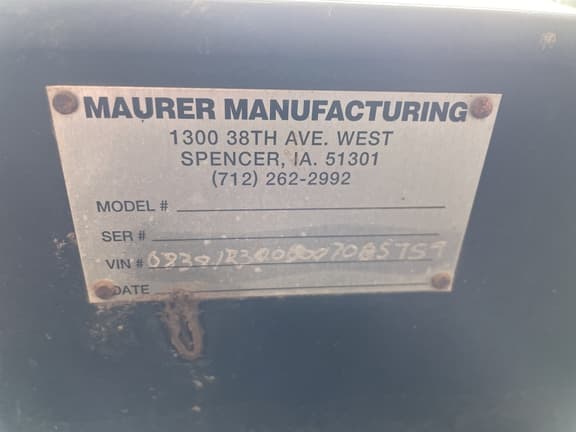 MAURER MANUFACTURING
1300 38TH AVE. WEST
SPENCER, IA. 51301
(712) 262-2992
MODEL #
SER #
VIN #
DATE